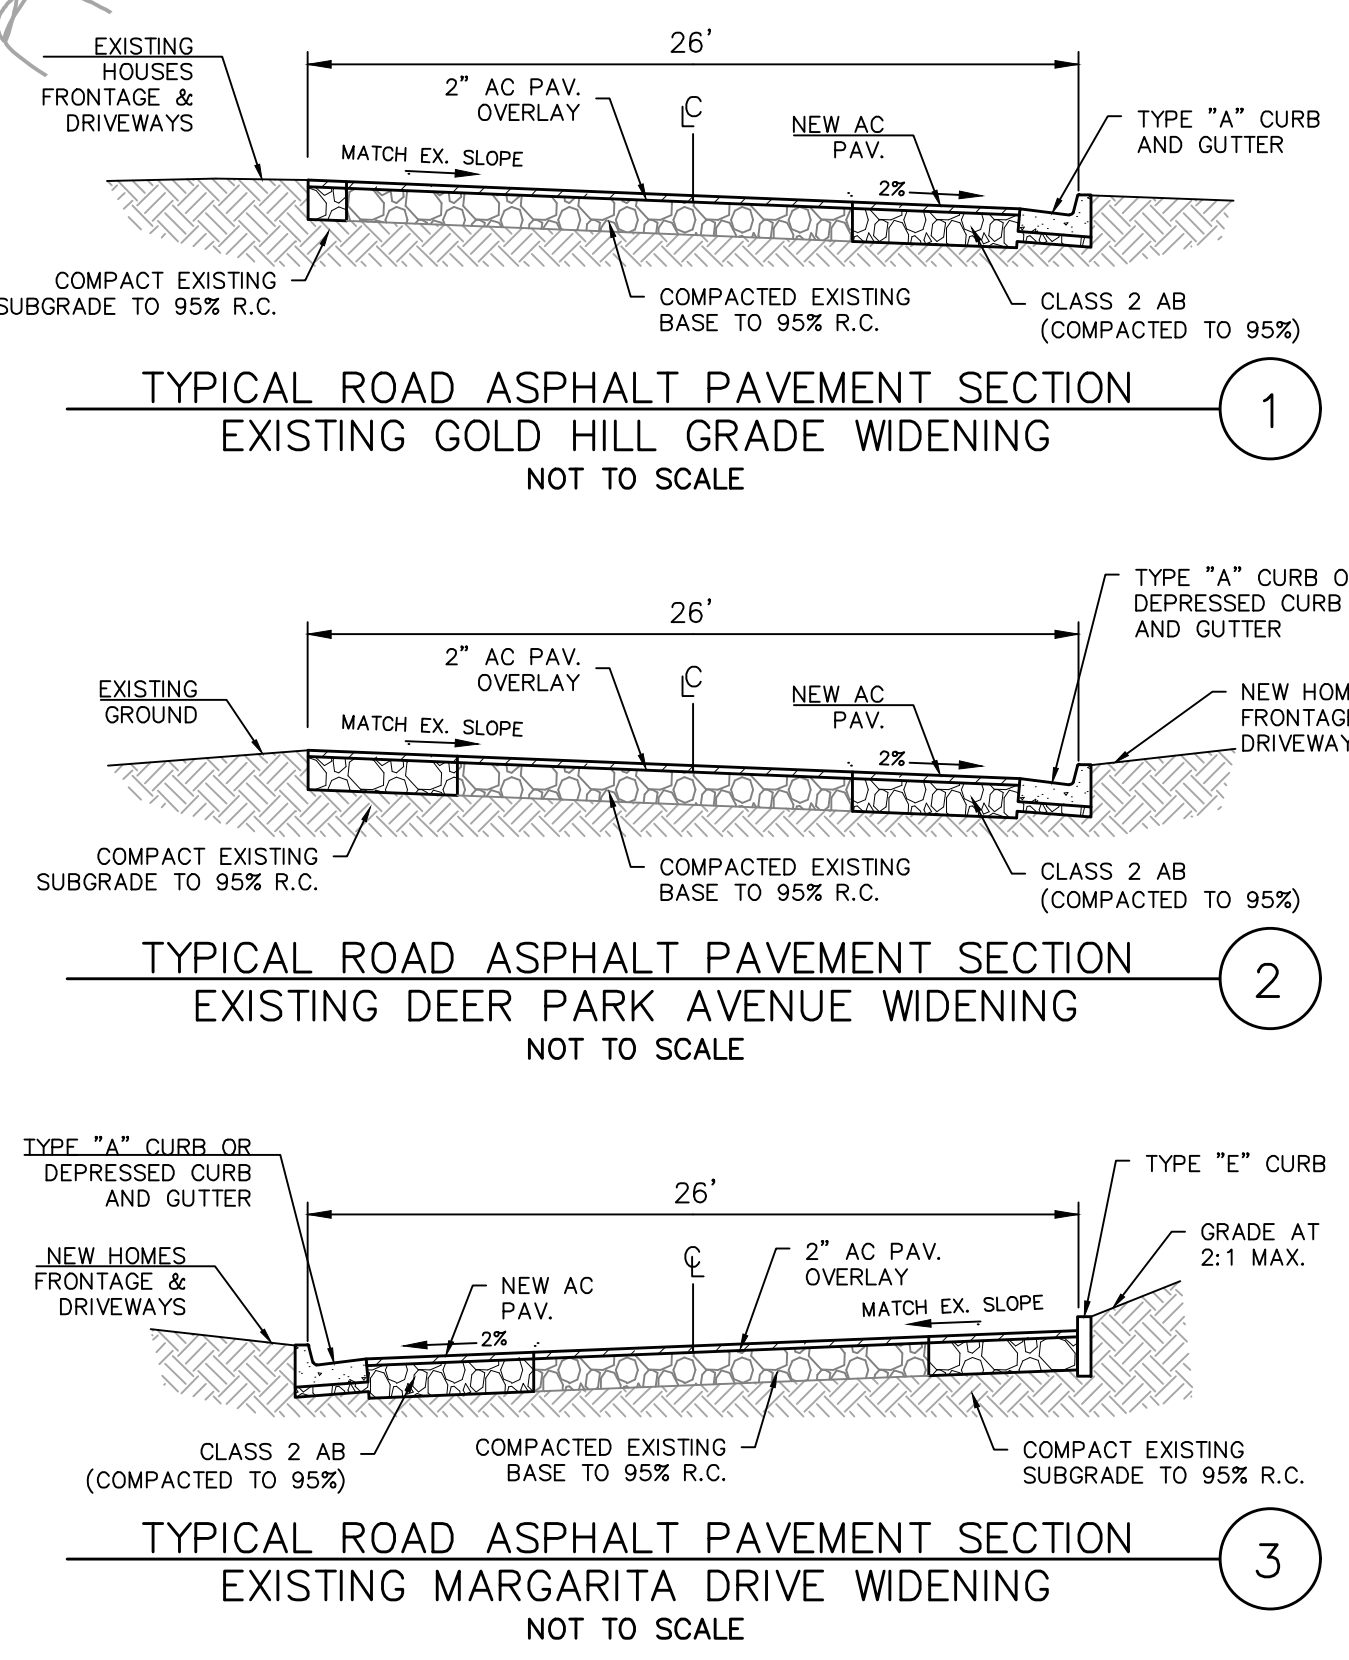 26'
EXISTING
HOUSES
FRONTAGE &
DRIVEWAYS
2" AC PAV.
OVERLAY
CL
NEW AC
PAV.
TYPE "A" CURB
AND GUTTER
MATCH EX. SLOPE
2%
COMPACT EXISTING
SUBGRADE TO 95% R.C.
COMPACTED EXISTING
BASE TO 95% R.C.
CLASS 2 AB
(COMPACTED TO 95%)
TYPICAL ROAD ASPHALT PAVEMENT SECTION
EXISTING GOLD HILL GRADE WIDENING
NOT TO SCALE
1
26'
TYPE "A" CURB O
DEPRESSED CURB
AND GUTTER
2" AC PAV.
OVERLAY
CL
NEW AC
PAV.
EXISTING
GROUND
NEW HOM
FRONTAGE
DRIVEWAY
MATCH EX. SLOPE
2%
COMPACT EXISTING
SUBGRADE TO 95% R.C.
COMPACTED EXISTING
BASE TO 95% R.C.
CLASS 2 AB
(COMPACTED TO 95%)
TYPICAL ROAD ASPHALT PAVEMENT SECTION
EXISTING DEER PARK AVENUE WIDENING
NOT TO SCALE
2
TYPE "A" CURB OR
DEPRESSED CURB
AND GUTTER
26'
TYPE "E" CURB
NEW HOMES
FRONTAGE &
DRIVEWAYS
NEW AC
PAV.
CL
2" AC PAV.
OVERLAY
GRADE AT
2:1 MAX.
MATCH EX. SLOPE
2%
CLASS 2 AB
(COMPACTED TO 95%)
COMPACTED EXISTING
BASE TO 95% R.C.
COMPACT EXISTING
SUBGRADE TO 95% R.C.
TYPICAL ROAD ASPHALT PAVEMENT SECTION
EXISTING MARGARITA DRIVE WIDENING
NOT TO SCALE
3